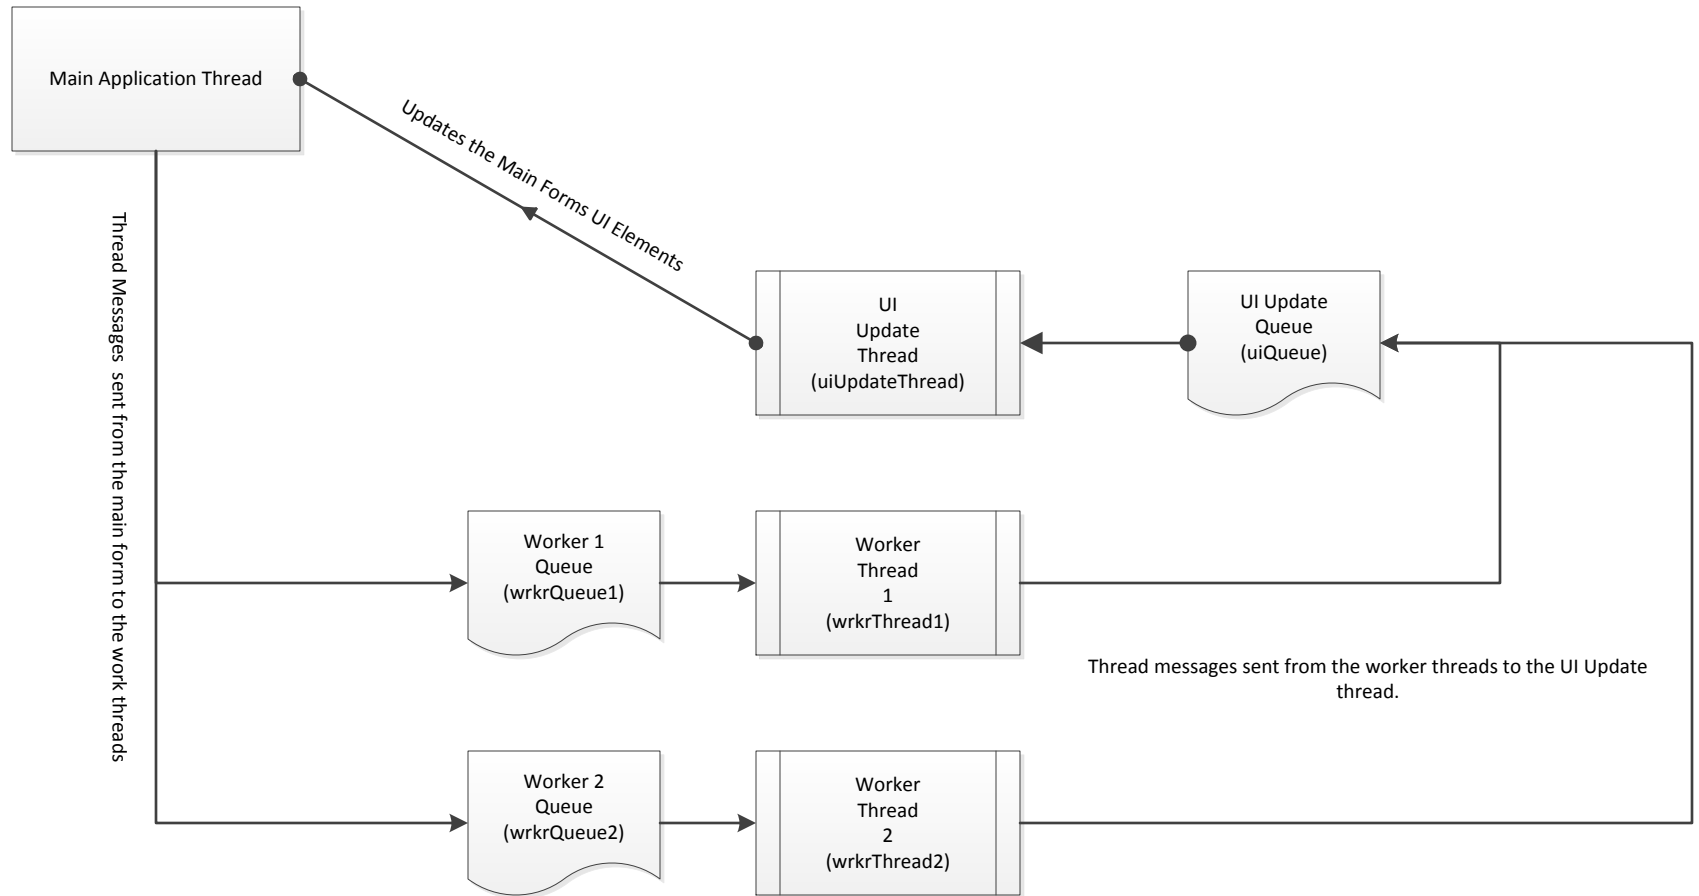 Main Application Thread
Updates the Main Forms UI Elements
Thread Messages  sent from the main form to the work threads
UI
Update
Thread
(uiUpdateThread)
UI Update
Queue
(uiQueue)
Worker 1
Queue
(wrkrQueue1)
Worker
Thread
1
(wrkrThread1)
Thread messages sent from the worker threads to the UI Update
thread.
Worker 2
Queue
(wrkrQueue2)
Worker
Thread
2
(wrkrThread2)